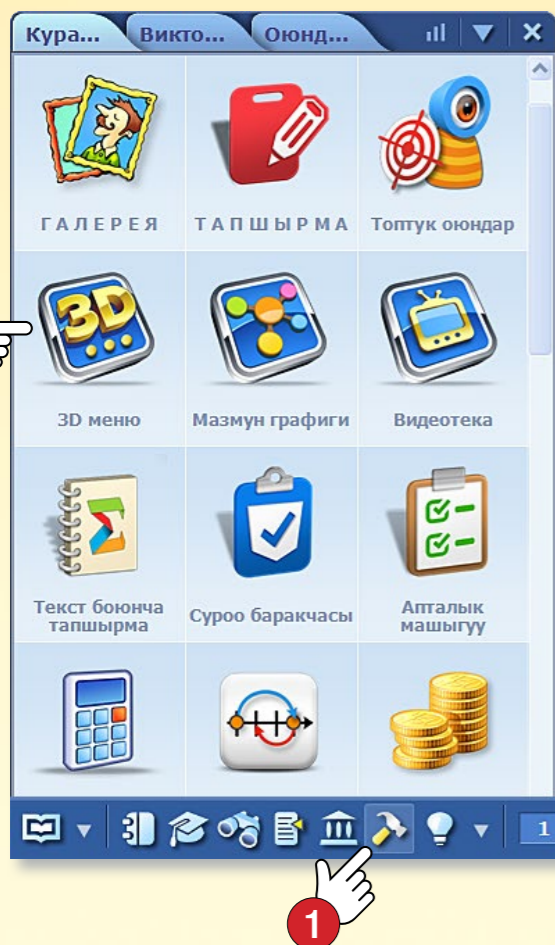 Кура... Викто... Оюнд...
ГАЛЕРЕЯ ТАПШЫРМА Топтук оюндар
3D
3D меню Мазмун графиги Видеотека
Текст боюнча тапшырма Суроо баракчасы Апталык машыгуу
1
1